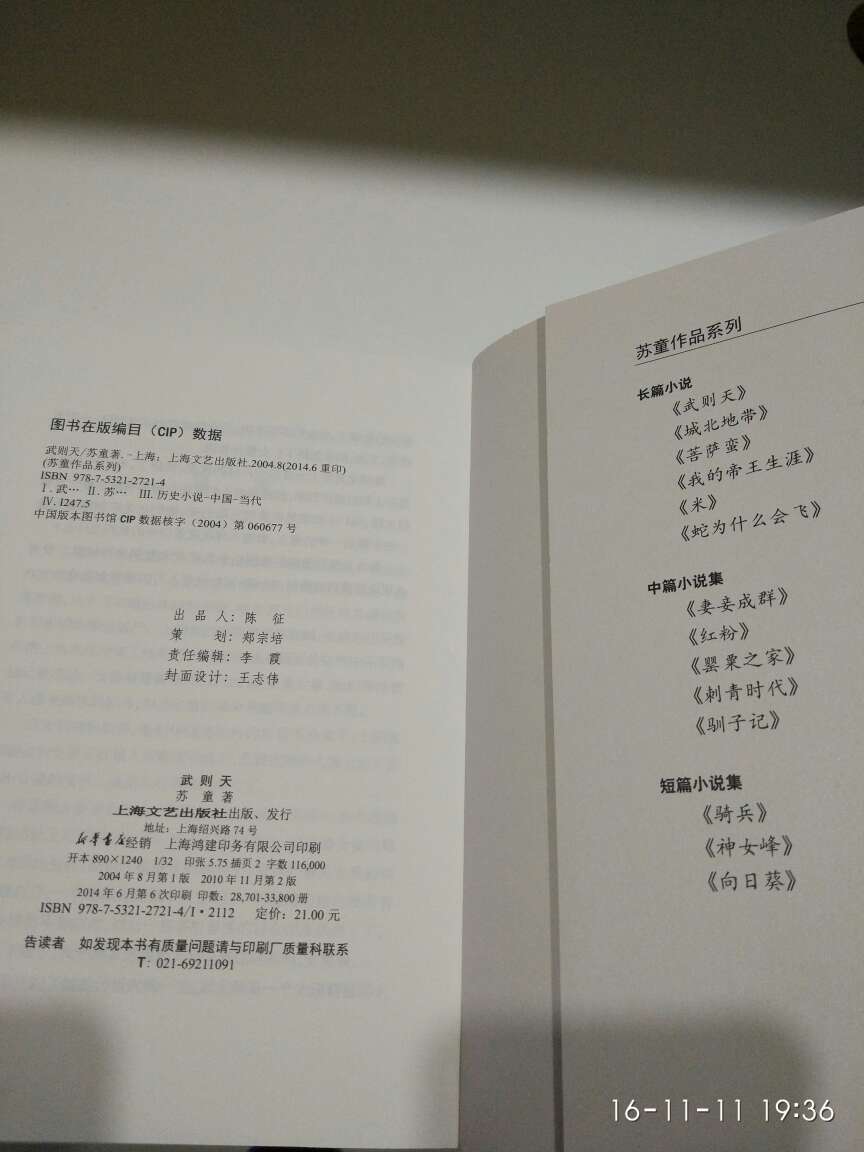 图书在版编目(CIP)数据
武则天/苏童著.-上海:上海文艺出版社.2004.8(2014.6 重印)
(苏童作品系列)
ISBN 978-7-5321-2721-4
Ⅰ.武… Ⅱ.苏… Ⅲ.历史小说-中国-当代
Ⅳ.I247.5
中国版本图书馆 CIP 数据核字(2004)第 060677 号
出 品 人:陈 征
策 划:郏宗培
责任编辑:李 霞
封面设计:王志伟
武 则 天
苏 童 著
上海文艺出版社出版、发行
地址:上海绍兴路 74 号
新华书店经销 上海鸿建印务有限公司印刷
开本 890×1240 1/32 印张 5.75 插页 2 字数 116,000
2004 年 8 月第 1 版 2010 年 11 月第 2 版
2014 年 6 月第 6 次印刷 印数:28,701-33,800 册
ISBN 978-7-5321-2721-4/I·2112 定价:21.00 元
告读者 如发现本书有质量问题请与印刷厂质量科联系
T:021-69211091
苏童作品系列
长篇小说
《武则天》
《城北地带》
《菩萨蛮》
《我的帝王生涯》
《米》
《蛇为什么会飞》
中篇小说集
《妻妾成群》
《红粉》
《罂粟之家》
《刺青时代》
《驯子记》
短篇小说集
《骑兵》
《神女峰》
《向日葵》
16-11-11 19:36